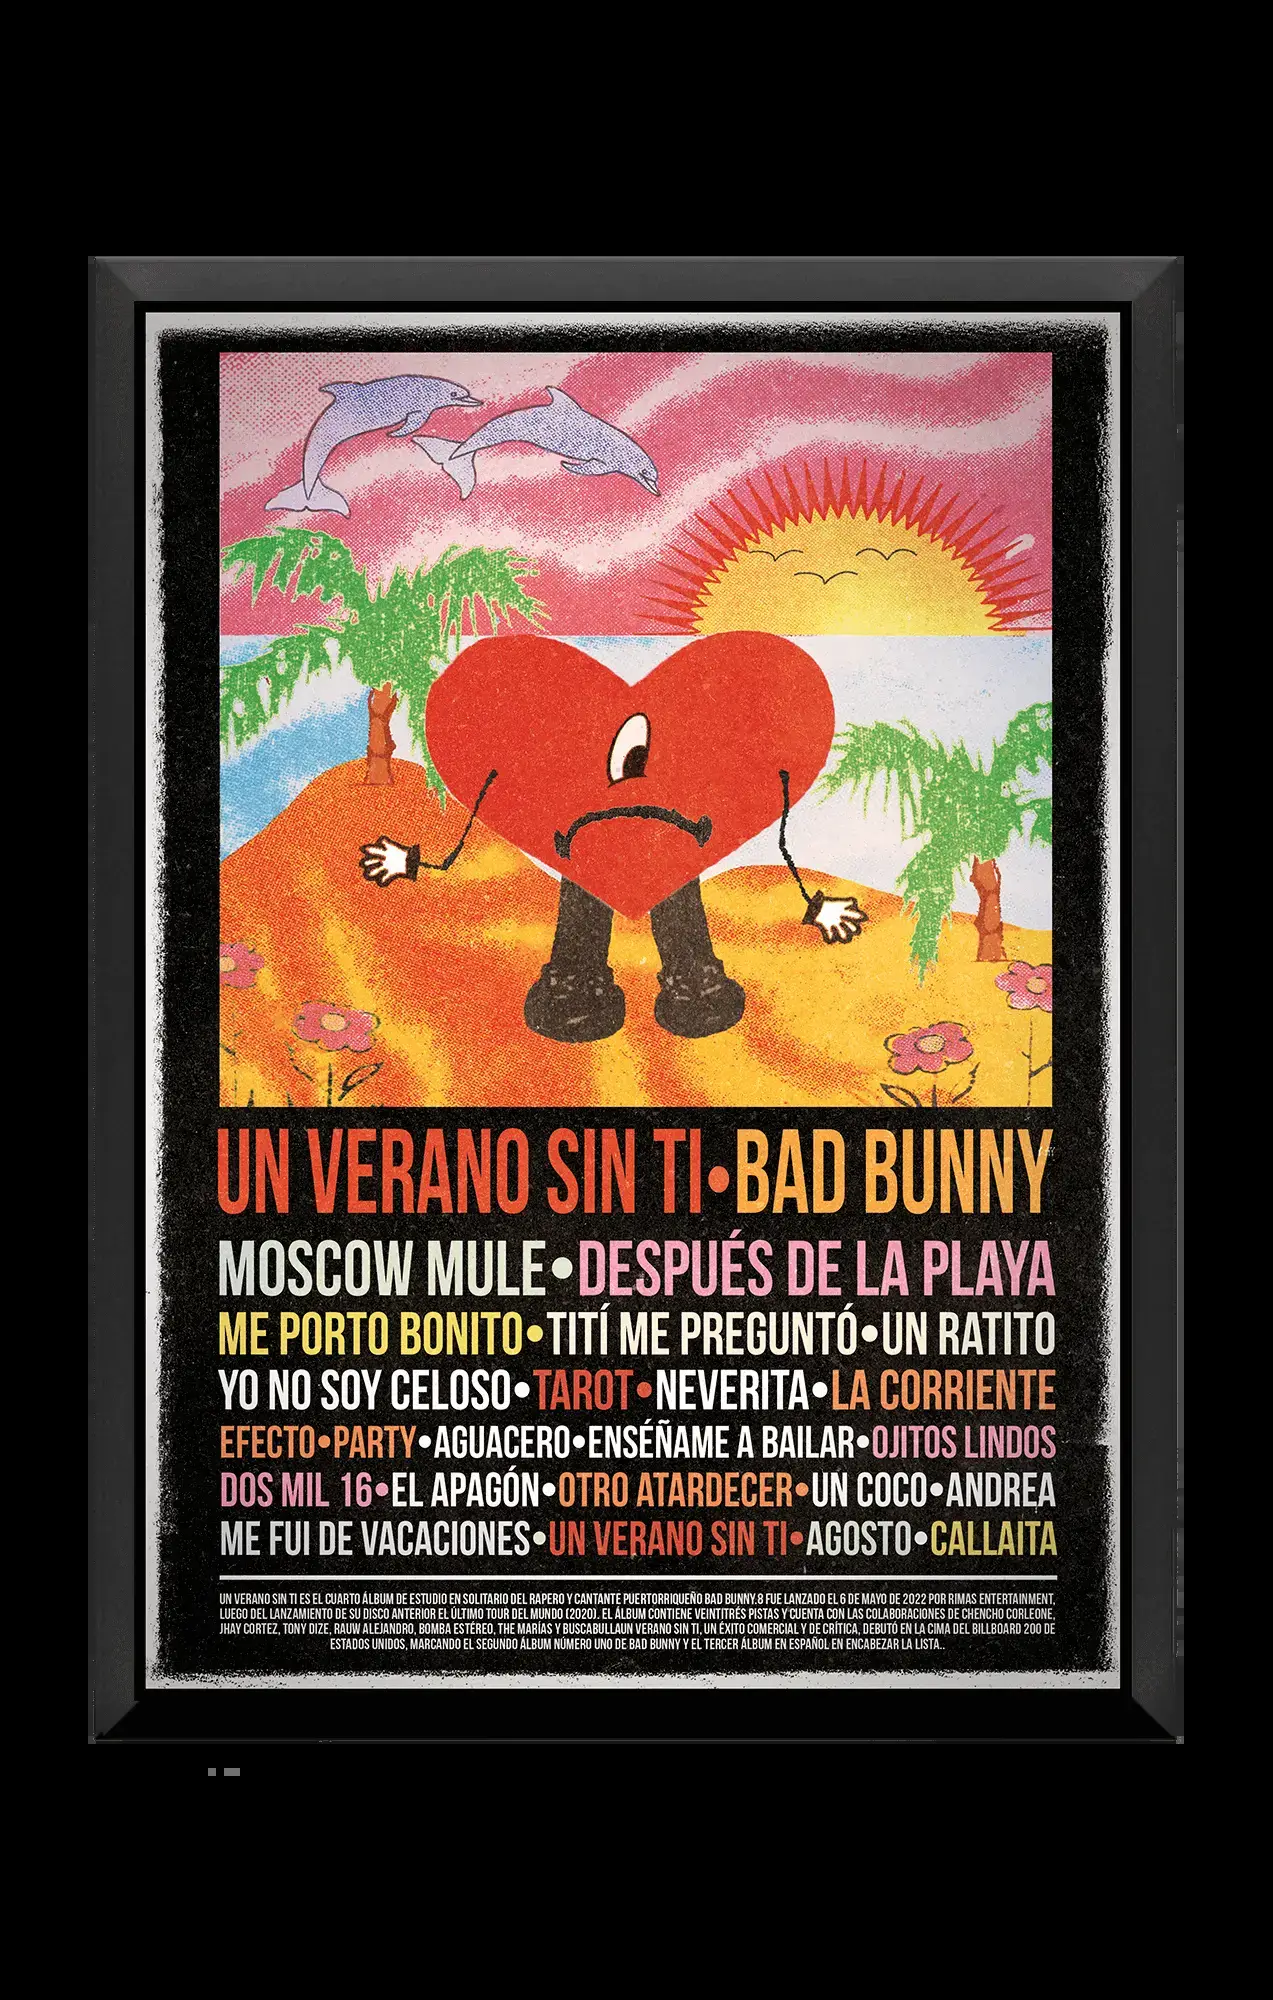 UN VERANO SIN TI•BAD BUNNY
MOSCOW MULE•DESPUÉS DE LA PLAYA
ME PORTO BONITO•TITÍ ME PREGUNTÓ•UN RATITO
YO NO SOY CELOSO•TAROT•NEVERITA•LA CORRIENTE
EFECTO•PARTY•AGUACERO•ENSÉÑAME A BAILAR•OJITOS LINDOS
DOS MIL 16•EL APAGÓN•OTRO ATARDECER•UN COCO•ANDREA
ME FUI DE VACACIONES•UN VERANO SIN TI•AGOSTO•CALLAITA
UN VERANO SIN TI ES EL CUARTO ÁLBUM DE ESTUDIO EN SOLITARIO DEL RAPERO Y CANTANTE PUERTORRIQUEÑO BAD BUNNY.8 FUE LANZADO EL 6 DE MAYO DE 2022 POR RIMAS ENTERTAINMENT,
LUEGO DEL LANZAMIENTO DE SU DISCO ANTERIOR EL ÚLTIMO TOUR DEL MUNDO (2020). EL ÁLBUM CONTIENE VEINTITRÉS PISTAS Y CUENTA CON LAS COLABORACIONES DE CHENCHO CORLEONE,
JHAY CORTEZ, TONY DIZE, RAUW ALEJANDRO, BOMBA ESTÉREO, THE MARÍAS Y BUSCABULLAUN VERANO SIN TI, UN ÉXITO COMERCIAL Y DE CRÍTICA, DEBUTÓ EN LA CIMA DEL BILLBOARD 200 DE
ESTADOS UNIDOS, MARCANDO EL SEGUNDO ÁLBUM NÚMERO UNO DE BAD BUNNY Y EL TERCER ÁLBUM EN ESPAÑOL EN ENCABEZAR LA LISTA..